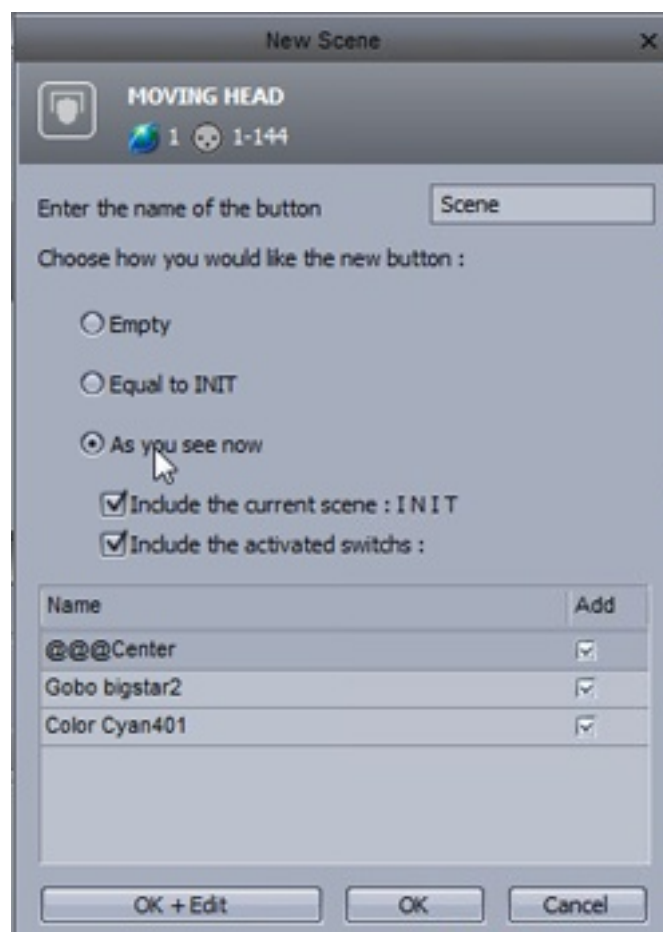 New Scene
MOVING HEAD
1 1-144
Enter the name of the button Scene
Choose how you would like the new button :
Empty
Equal to INIT
As you see now
Include the current scene : I N I T
Include the activated switchs :
Name Add
@@@Center
Gobo bigstar2
Color Cyan401
OK + Edit OK Cancel